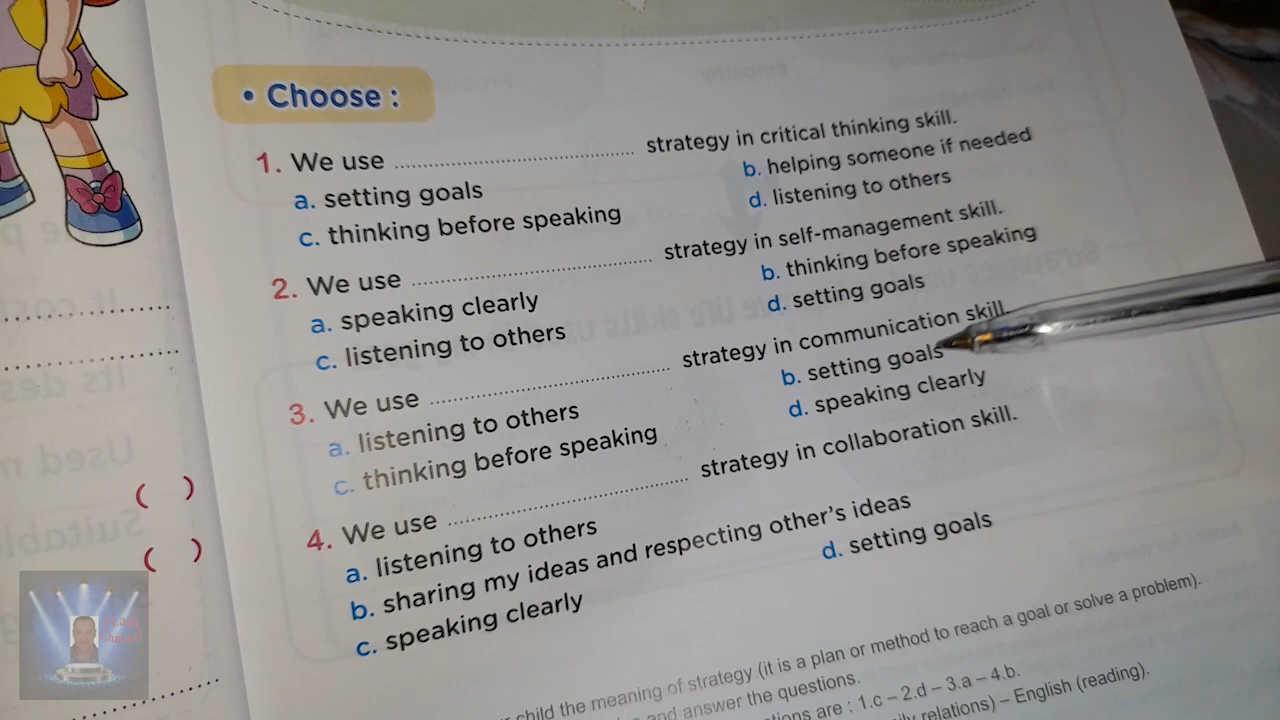 • Choose :
1. We use ........................ strategy in critical thinking skill.
a. setting goals b. helping someone if needed
c. thinking before speaking d. listening to others
2. We use ........................ strategy in self-management skill.
a. speaking clearly b. thinking before speaking
c. listening to others d. setting goals
3. We use ........................ strategy in communication skill.
a. listening to others b. setting goals
c. thinking before speaking d. speaking clearly
4. We use ........................ strategy in collaboration skill.
a. listening to others
b. sharing my ideas and respecting other's ideas
c. speaking clearly d. setting goals
child the meaning of strategy (it is a plan or method to reach a goal or solve a problem).
and answer the questions.
are : 1.c – 2.d – 3.a – 4.b.
relations) – English (reading).
( )
( )